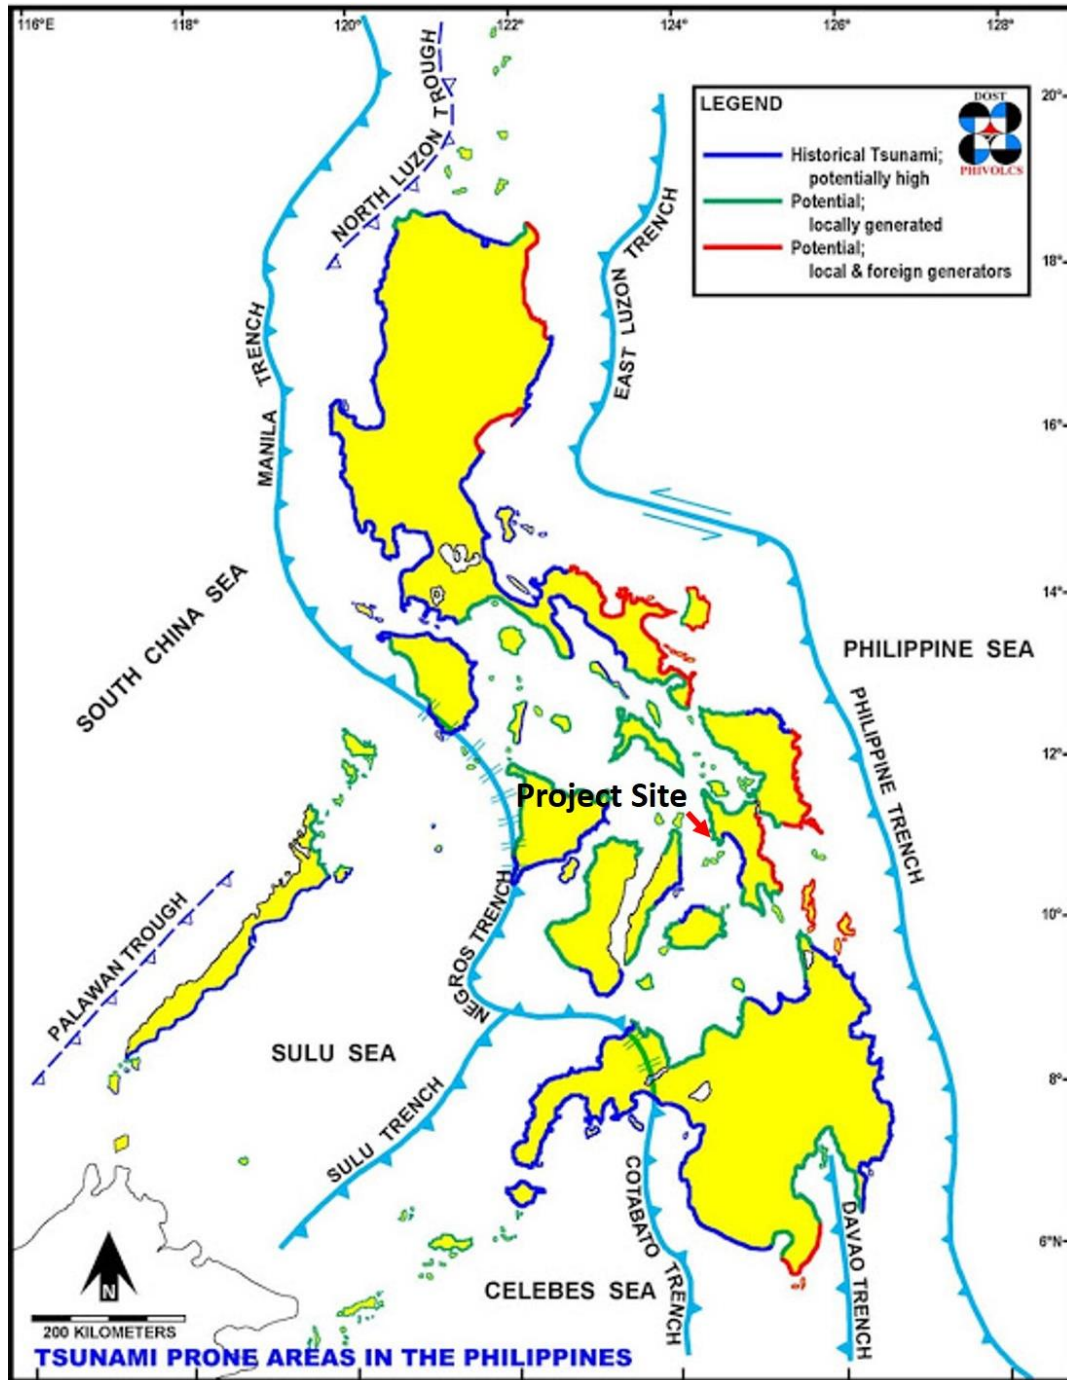 116°E
118°
120°
122°
124°
126°
128°
20°
18°
16°
14°
12°
10°
8°
6°N
LEGEND
DOST
PHIVOLCS
Historical Tsunami;
potentially high
Potential;
locally generated
Potential;
local & foreign generators
NORTH LUZON TROUGH
EAST LUZON TRENCH
MANILA TRENCH
SOUTH CHINA SEA
PHILIPPINE SEA
PHILIPPINE TRENCH
Project Site
NEGROS TRENCH
PALAWAN TROUGH
SULU SEA
SULU TRENCH
COTABATO TRENCH
DAVAO TRENCH
CELEBES SEA
N
200 KILOMETERS
TSUNAMI PRONE AREAS IN THE PHILIPPINES